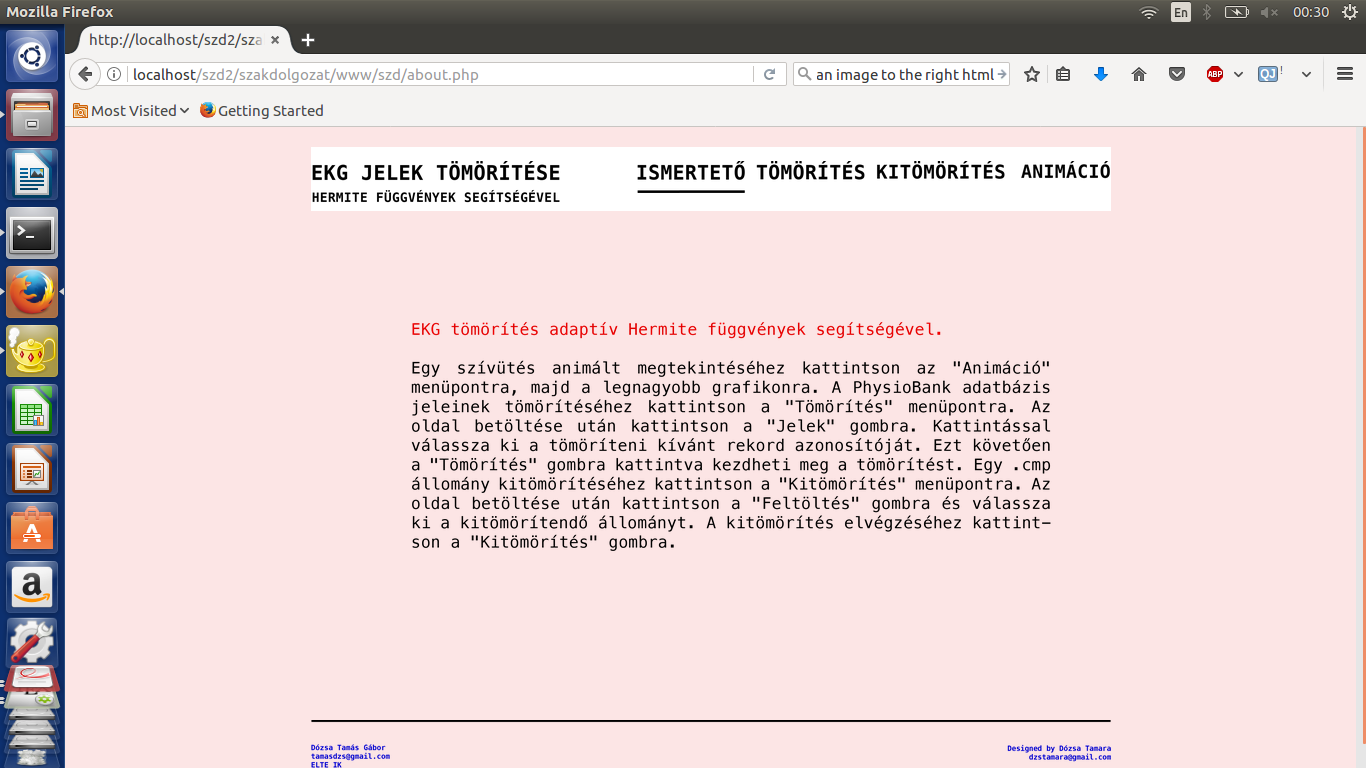 Mozilla Firefox
En
00:30
http://localhost/szd2/sza
localhost/szd2/szakdolgozat/www/szd/about.php
an image to the right html
ABP
QJ!
Most Visited
Getting Started
EKG JELEK TÖMÖRÍTÉSE
HERMITE FÜGGVÉNYEK SEGÍTSÉGÉVEL
ISMERTETŐ TÖMÖRÍTÉS KITÖMÖRÍTÉS ANIMÁCIÓ
EKG tömörítés adaptív Hermite függvények segítségével.
Egy szívütés animált megtekintéséhez kattintson az "Animáció"
menüpontra, majd a legnagyobb grafikonra. A PhysioBank adatbázis
jeleinek tömörítéséhez kattintson a "Tömörítés" menüpontra. Az
oldal betöltése után kattintson a "Jelek" gombra. Kattintással
válassza ki a tömöríteni kívánt rekord azonosítóját. Ezt követően
a "Tömörítés" gombra kattintva kezdheti meg a tömörítést. Egy .cmp
állomány kitömörítéséhez kattintson a "Kitömörítés" menüpontra. Az
oldal betöltése után kattintson a "Feltöltés" gombra és válassza
ki a kitömörítendő állományt. A kitömörítés elvégzéséhez kattint-
son a "Kitömörítés" gombra.
Dózsa Tamás Gábor
tamasdzs@gmail.com
ELTE IK
Designed by Dózsa Tamara
dzstamara@gmail.com